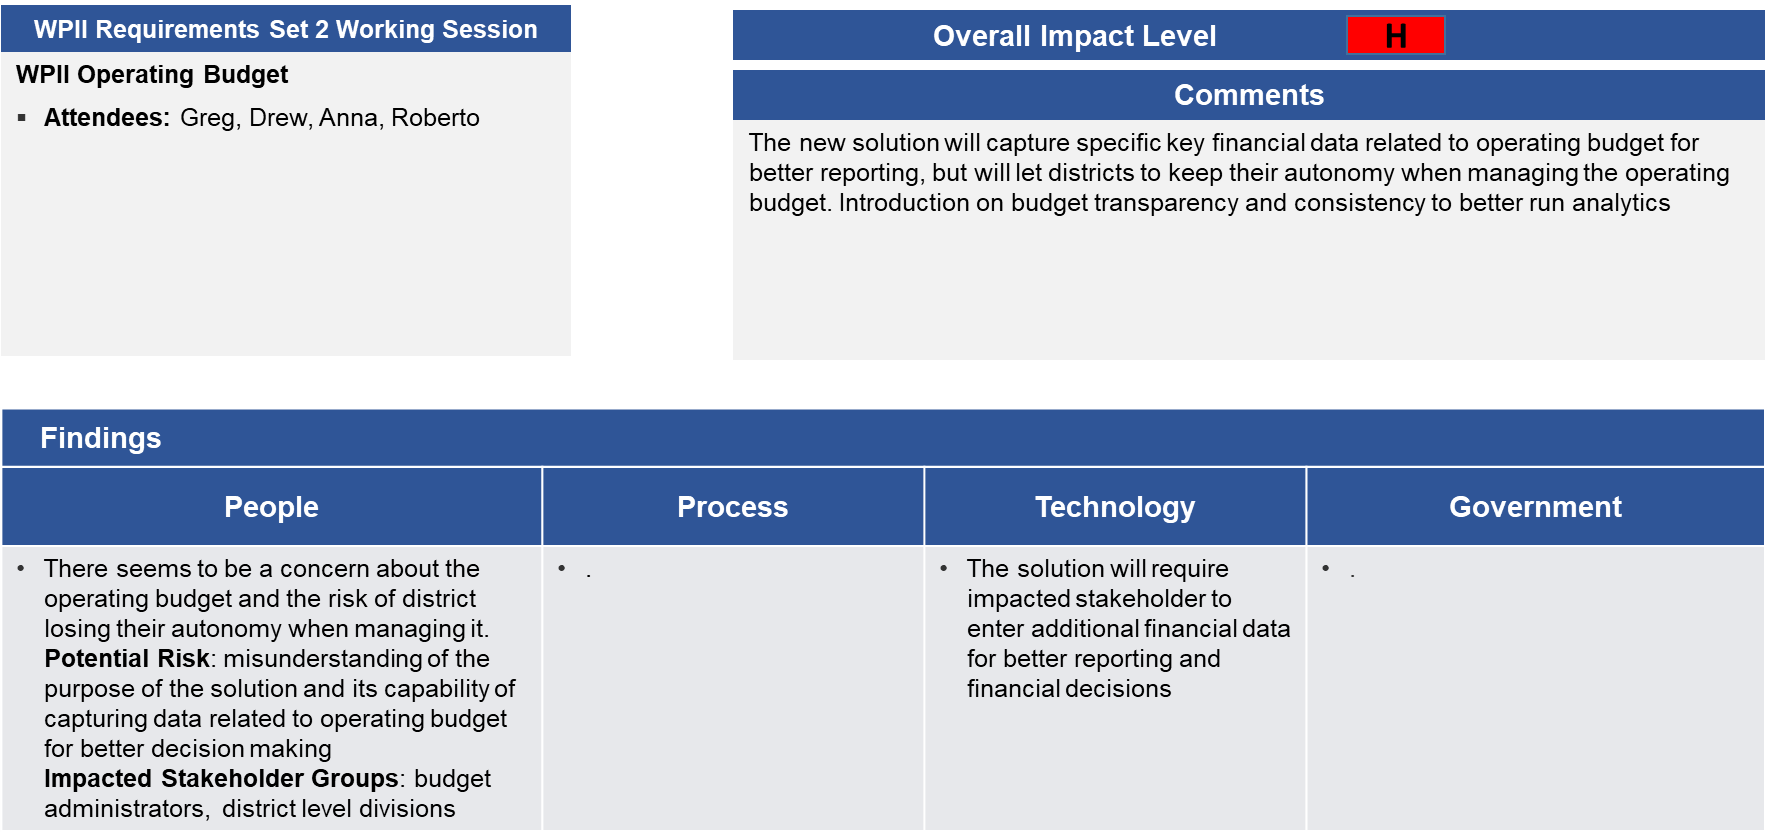 WPII Requirements Set 2 Working Session
WPII Operating Budget
▪ Attendees: Greg, Drew, Anna, Roberto
Overall Impact Level H
Comments
The new solution will capture specific key financial data related to operating budget for
better reporting, but will let districts to keep their autonomy when managing the operating
budget. Introduction on budget transparency and consistency to better run analytics
Findings
People
Process
Technology
Government
• There seems to be a concern about the
operating budget and the risk of district
losing their autonomy when managing it.
Potential Risk: misunderstanding of the
purpose of the solution and its capability of
capturing data related to operating budget
for better decision making
Impacted Stakeholder Groups: budget
administrators, district level divisions
• .
• The solution will require
impacted stakeholder to
enter additional financial data
for better reporting and
financial decisions
• .